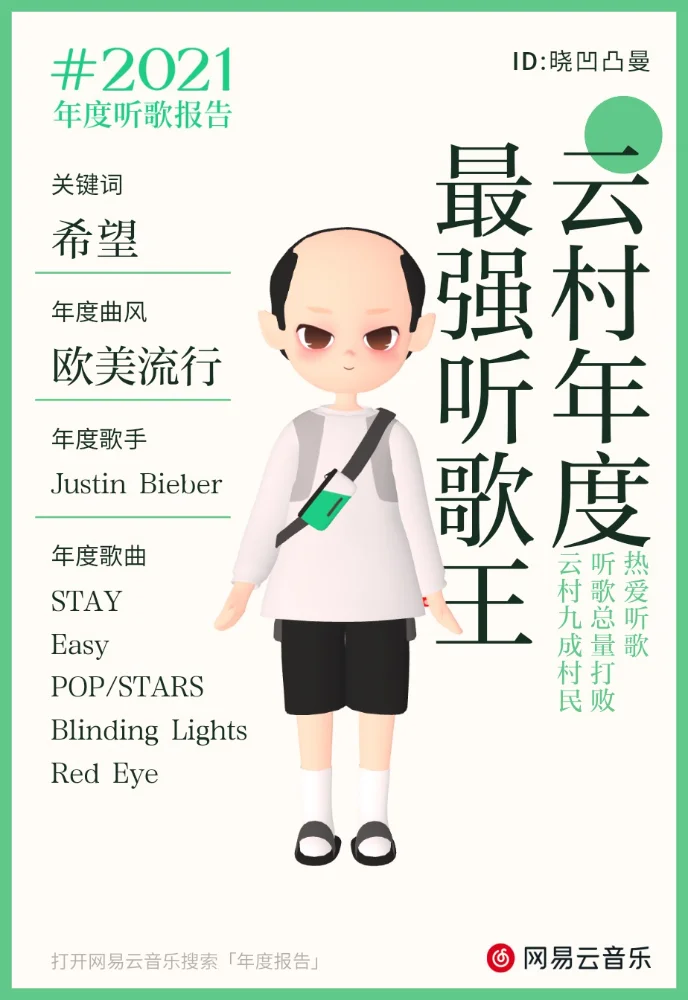 #2021
年度听歌报告
ID:晓凹凸曼
关键词
希望
年度曲风
欧美流行
年度歌手
Justin Bieber
年度歌曲
STAY
Easy
POP/STARS
Blinding Lights
Red Eye
云村年度
最强听歌王
热爱听歌
听歌总量打败
云村九成村民
打开网易云音乐搜索「年度报告」
网易云音乐